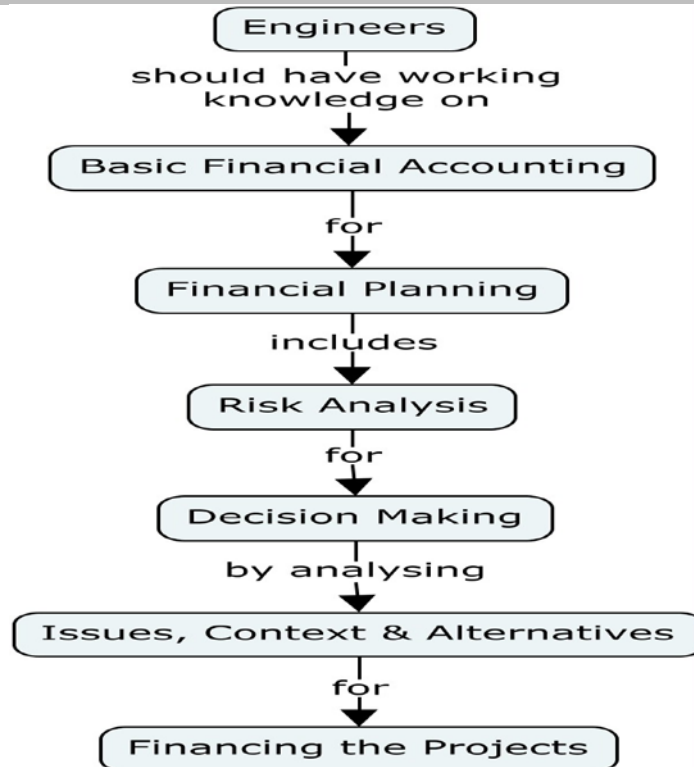 Engineers
should have working
knowledge on
Basic Financial Accounting
for
Financial Planning
includes
Risk Analysis
for
Decision Making
by analysing
Issues, Context & Alternatives
for
Financing the Projects